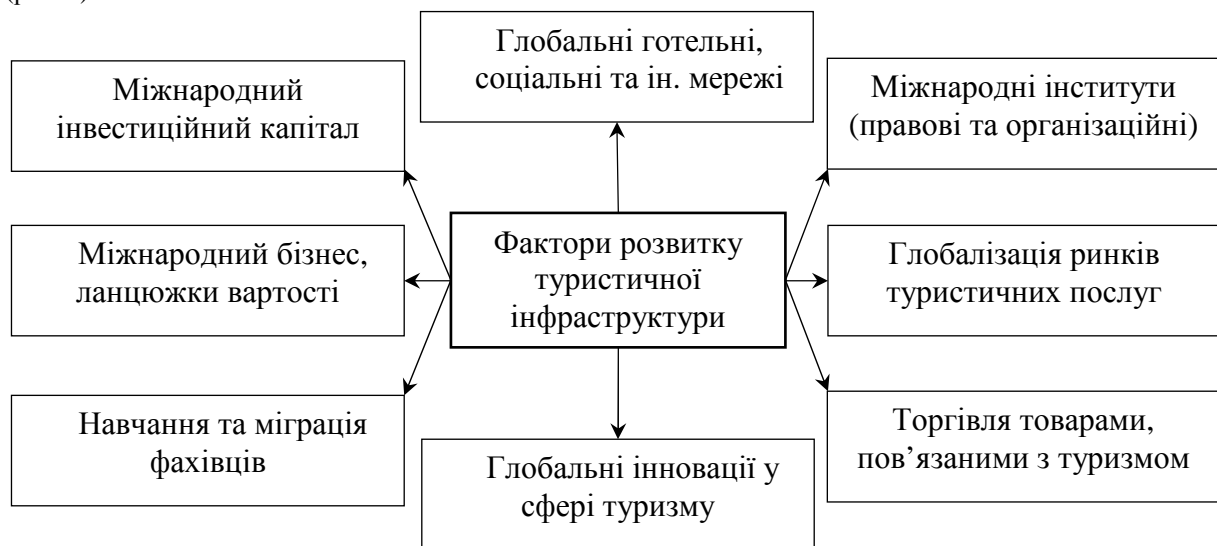 Глобальні готельні,
соціальні та ін. мережі
Міжнародний
інвестиційний капітал
Міжнародні інститути
(правові та організаційні)
Міжнародний бізнес,
ланцюжки вартості
Фактори розвитку
туристичної
інфраструктури
Глобалізація ринків
туристичних послуг
Навчання та міграція
фахівців
Глобальні інновації у
сфері туризму
Торгівля товарами,
пов’язаними з туризмом